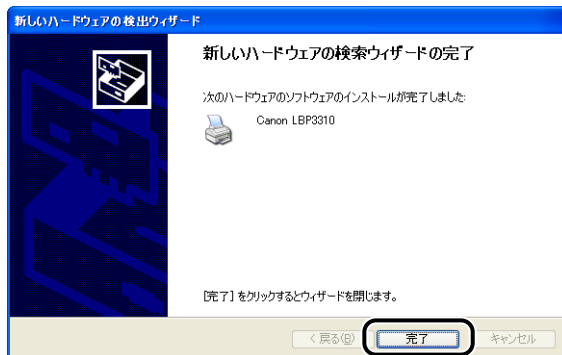 新しいハードウェアの検出ウィザード
新しいハードウェアの検索ウィザードの完了
次のハードウェアのソフトウェアのインストールが完了しました:
Canon LBP3310
[完了] をクリックするとウィザードを閉じます。
< 戻る(B)
完了
キャンセル